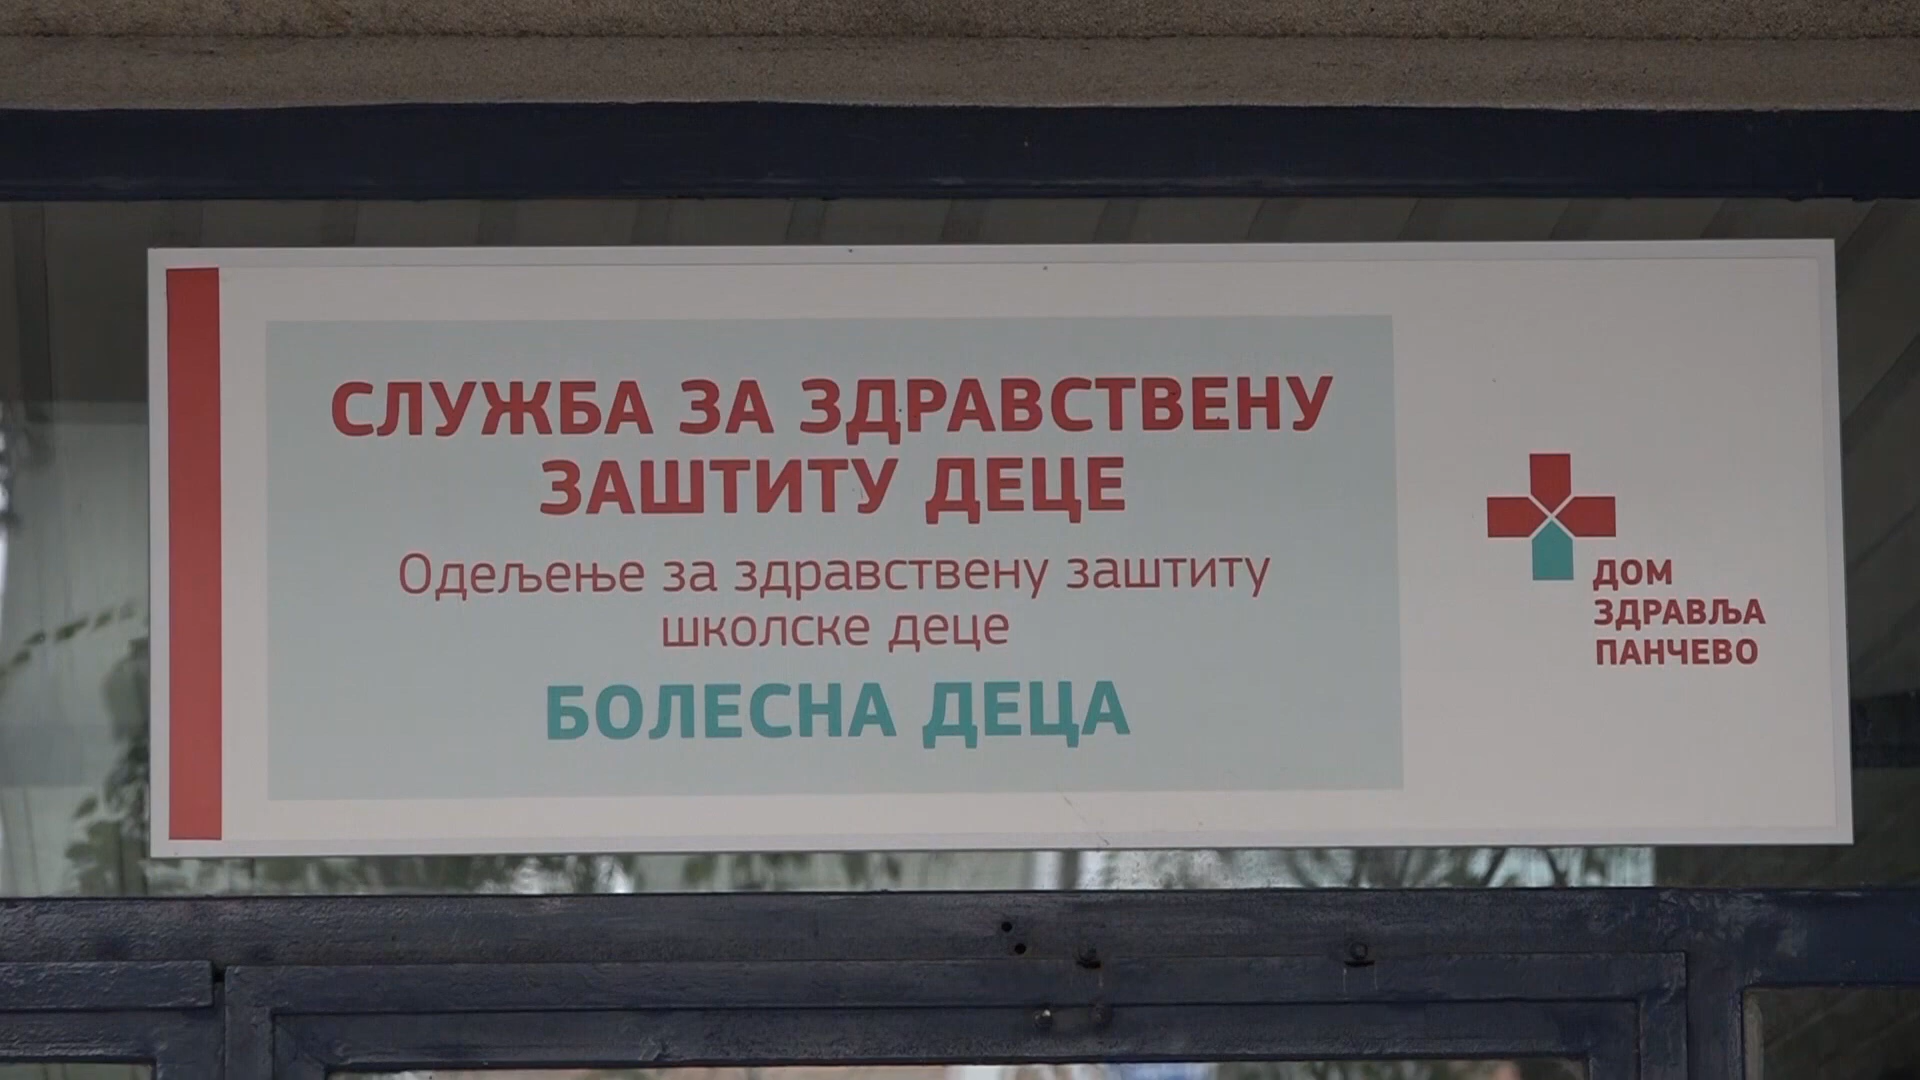 СЛУЖБА ЗА ЗДРАВСТВЕНУ
ЗАШТИТУ ДЕЦЕ
Одељење за здравствену заштиту
школске деце
БОЛЕСНА ДЕЦА
ДОМ
ЗДРАВЉА
ПАНЧЕВО